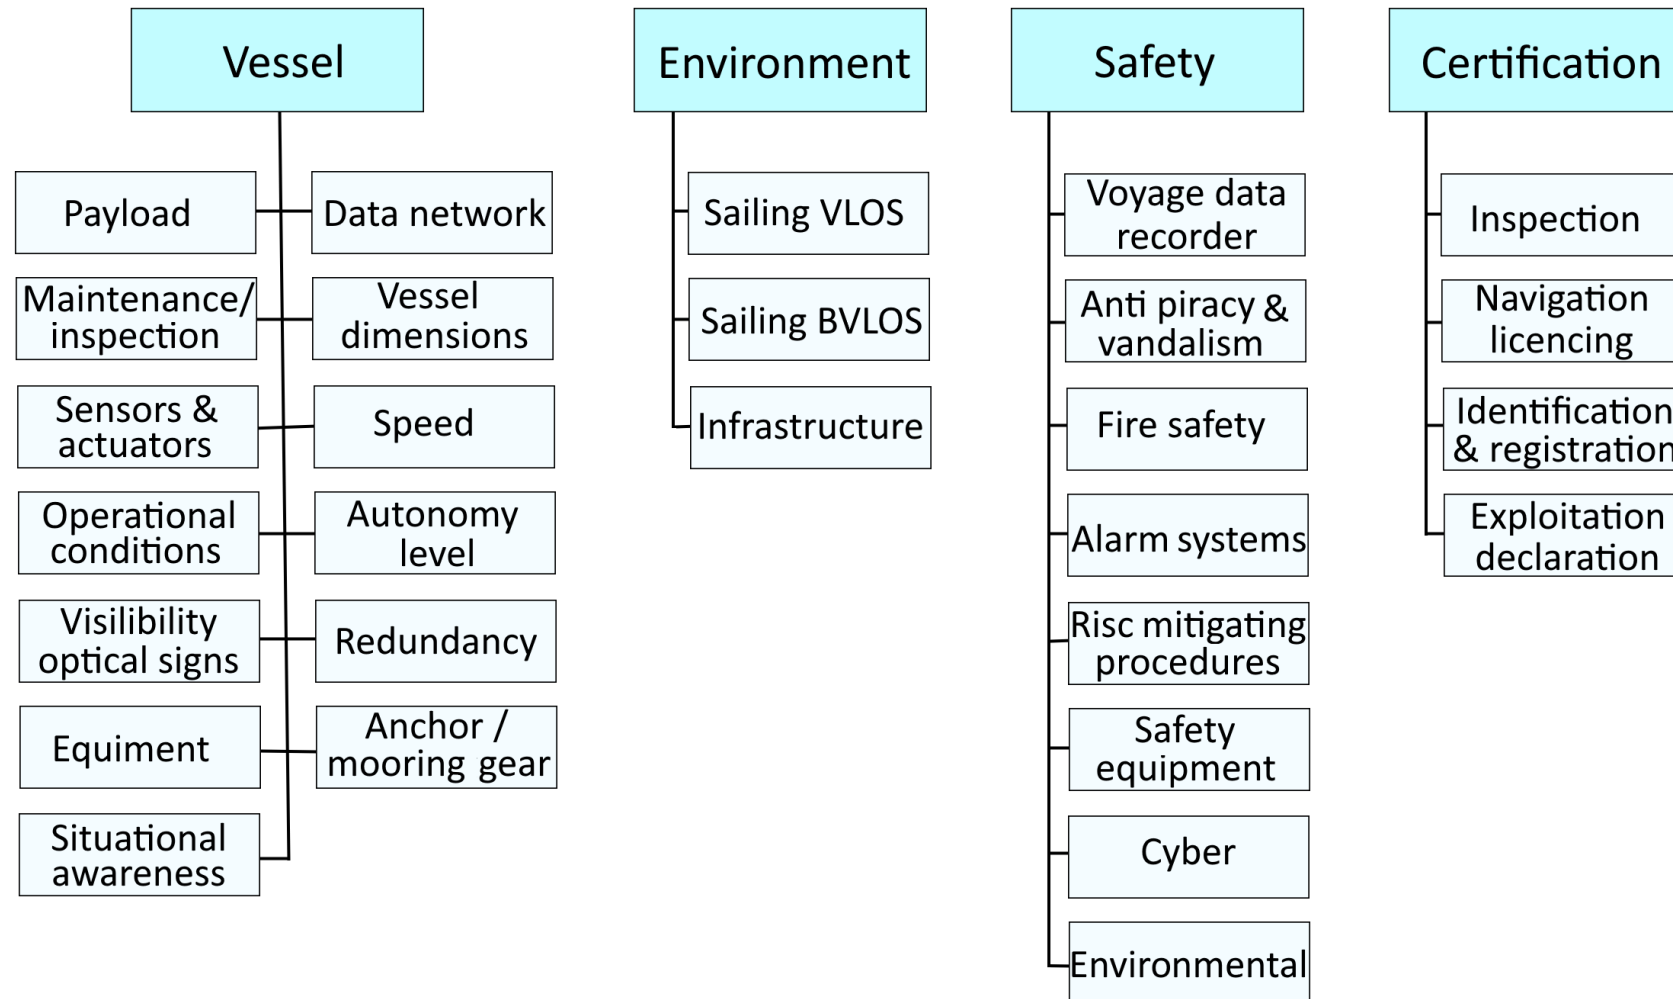 Vessel
Payload
Data network
Maintenance/
inspection
Vessel
dimensions
Sensors &
actuators
Speed
Operational
conditions
Autonomy
level
Visilibility
optical signs
Redundancy
Equiment
Anchor /
mooring gear
Situational
awareness
Environment
Sailing VLOS
Sailing BVLOS
Infrastructure
Safety
Voyage data
recorder
Anti piracy &
vandalism
Fire safety
Alarm systems
Risc mitigating
procedures
Safety
equipment
Cyber
Environmental
Certification
Inspection
Navigation
licencing
Identification
& registration
Exploitation
declaration